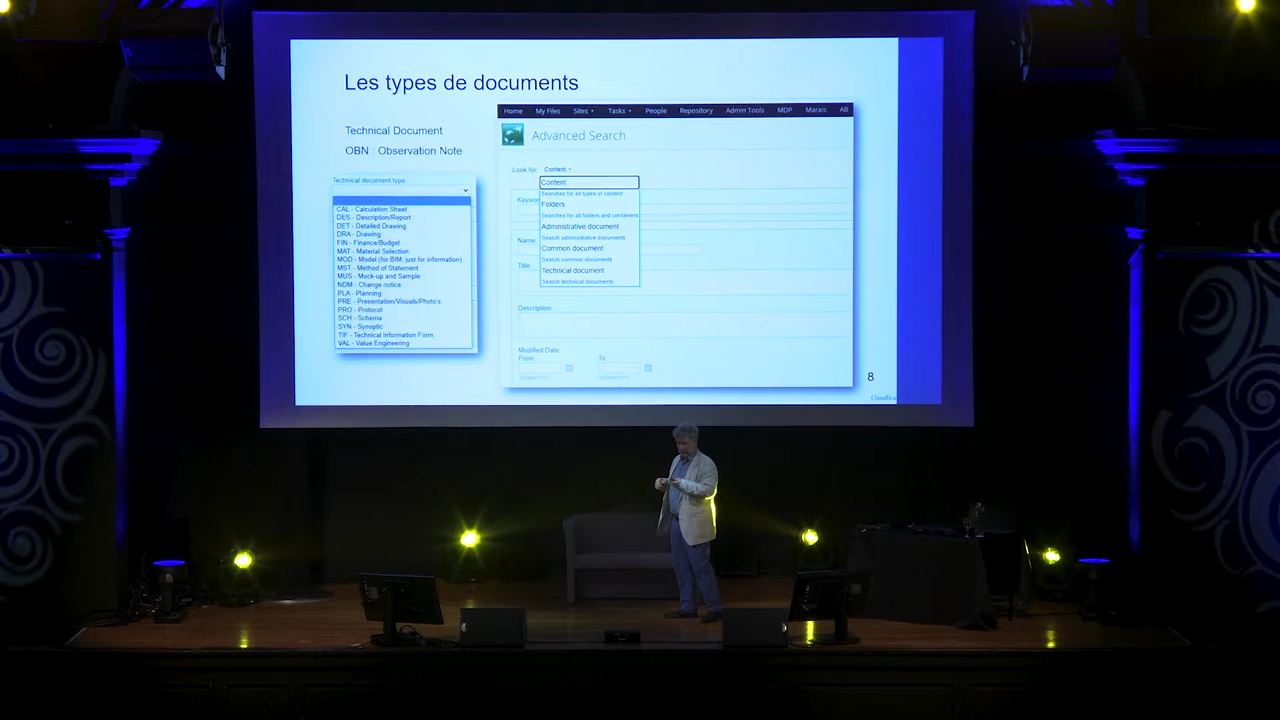 Les types de documents
Technical Document
OBN : Observation Note
Technical document type:
CAL - Calculation Sheet
DES - Description/Report
DET - Detailed Drawing
DRA - Drawing
FIN - Finance/Budget
MAT - Material Selection
MOD - Model (for BIM, just for information)
MST - Method of Statement
MUS - Mock-up and Sample
NDM - Change notice
PLA - Planning
PRE - Presentation/Visuals/Photo's
PRO - Protocol
SCH - Schema
SYN - Synoptic
TIF - Technical Information Form
VAL - Value Engineering
Home My Files Sites Tasks People Repository Admin Tools MDP Marais AB
Advanced Search
Look for: Content
Content
Searches for all types of content
Folders
Searches for all folders and containers
Administrative document
Search administrative documents
Common document
Search common documents
Technical document
Search technical documents
Keywor
Name
Title
Description:
Modified Date:
From: To:
8
Classifica